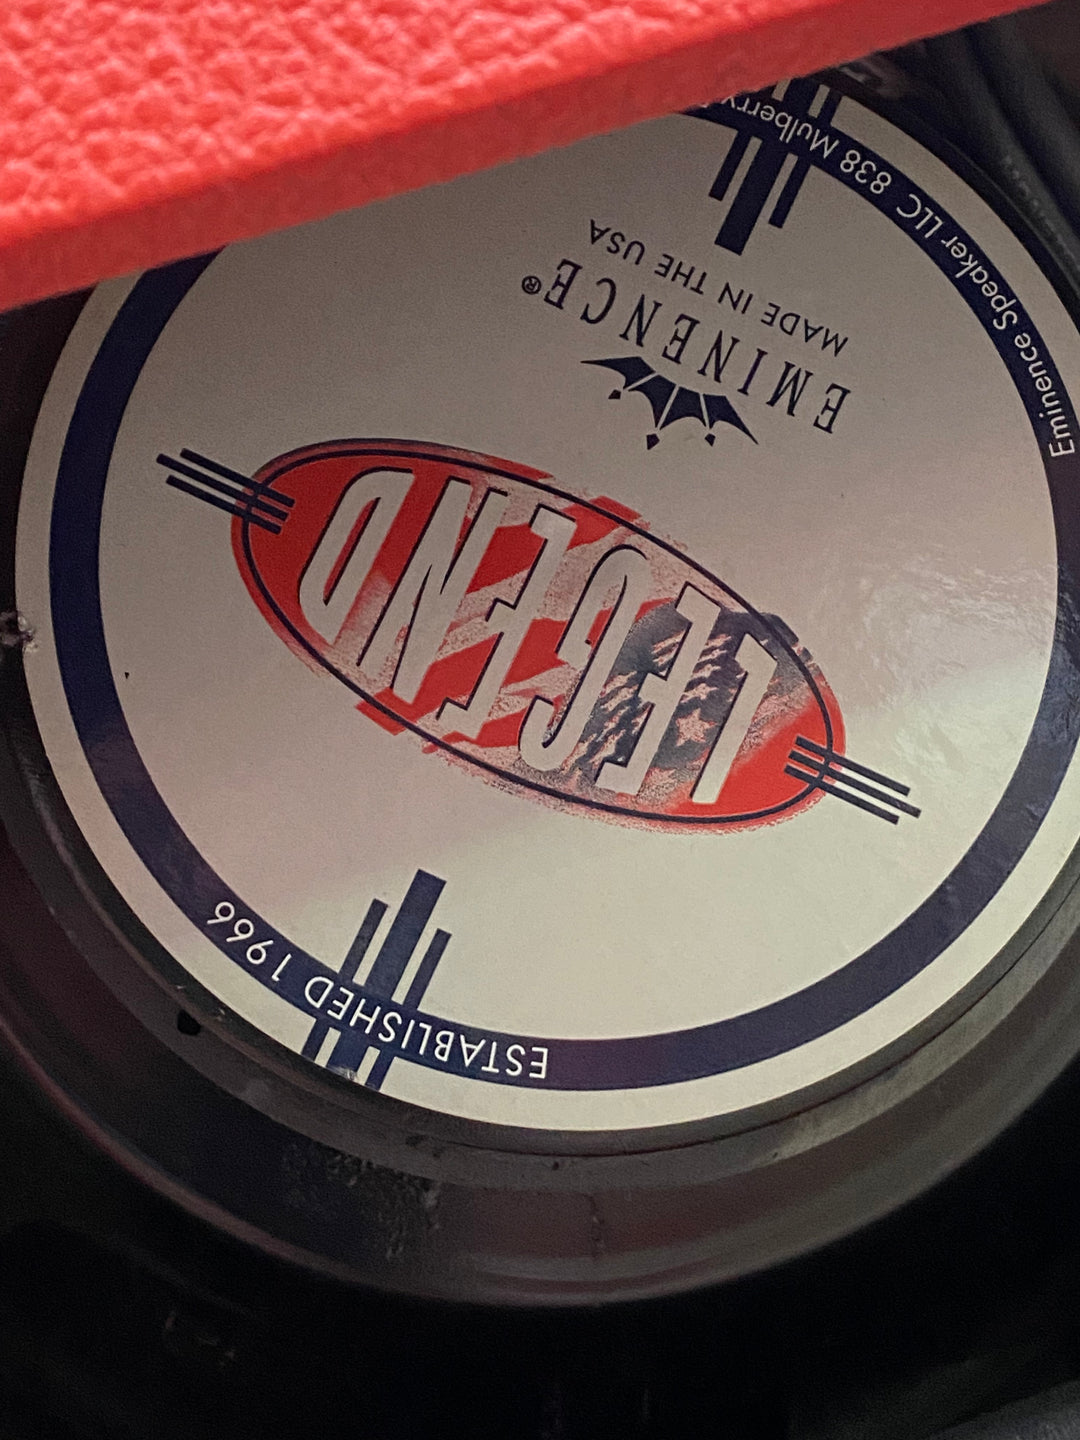 Eminence Speaker LLC 838 Mulberry
MADE IN THE USA
EMINENCE®
LEGEND
ESTABLISHED 1966